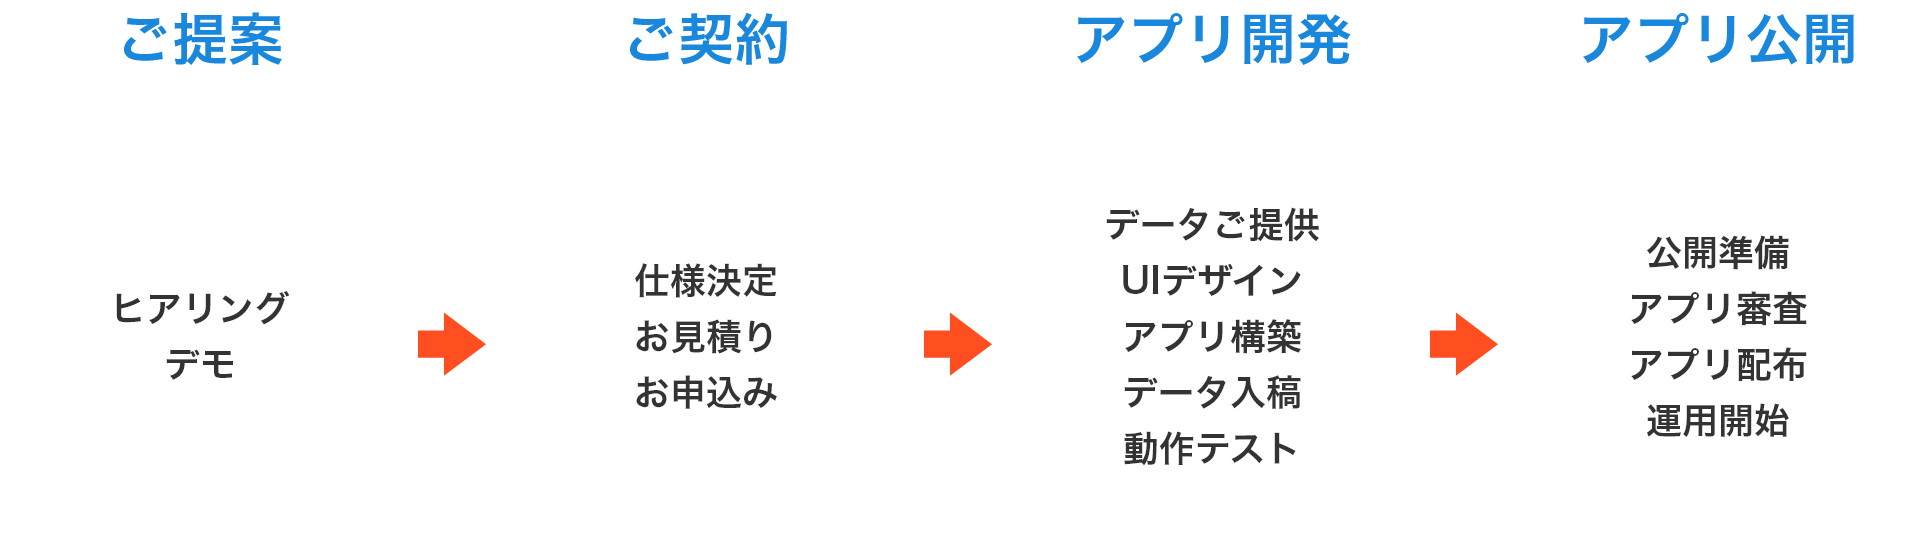 ご提案
ヒアリング
デモ
ご契約
仕様決定
お見積り
お申込み
アプリ開発
データご提供
UIデザイン
アプリ構築
データ入稿
動作テスト
アプリ公開
公開準備
アプリ審査
アプリ配布
運用開始